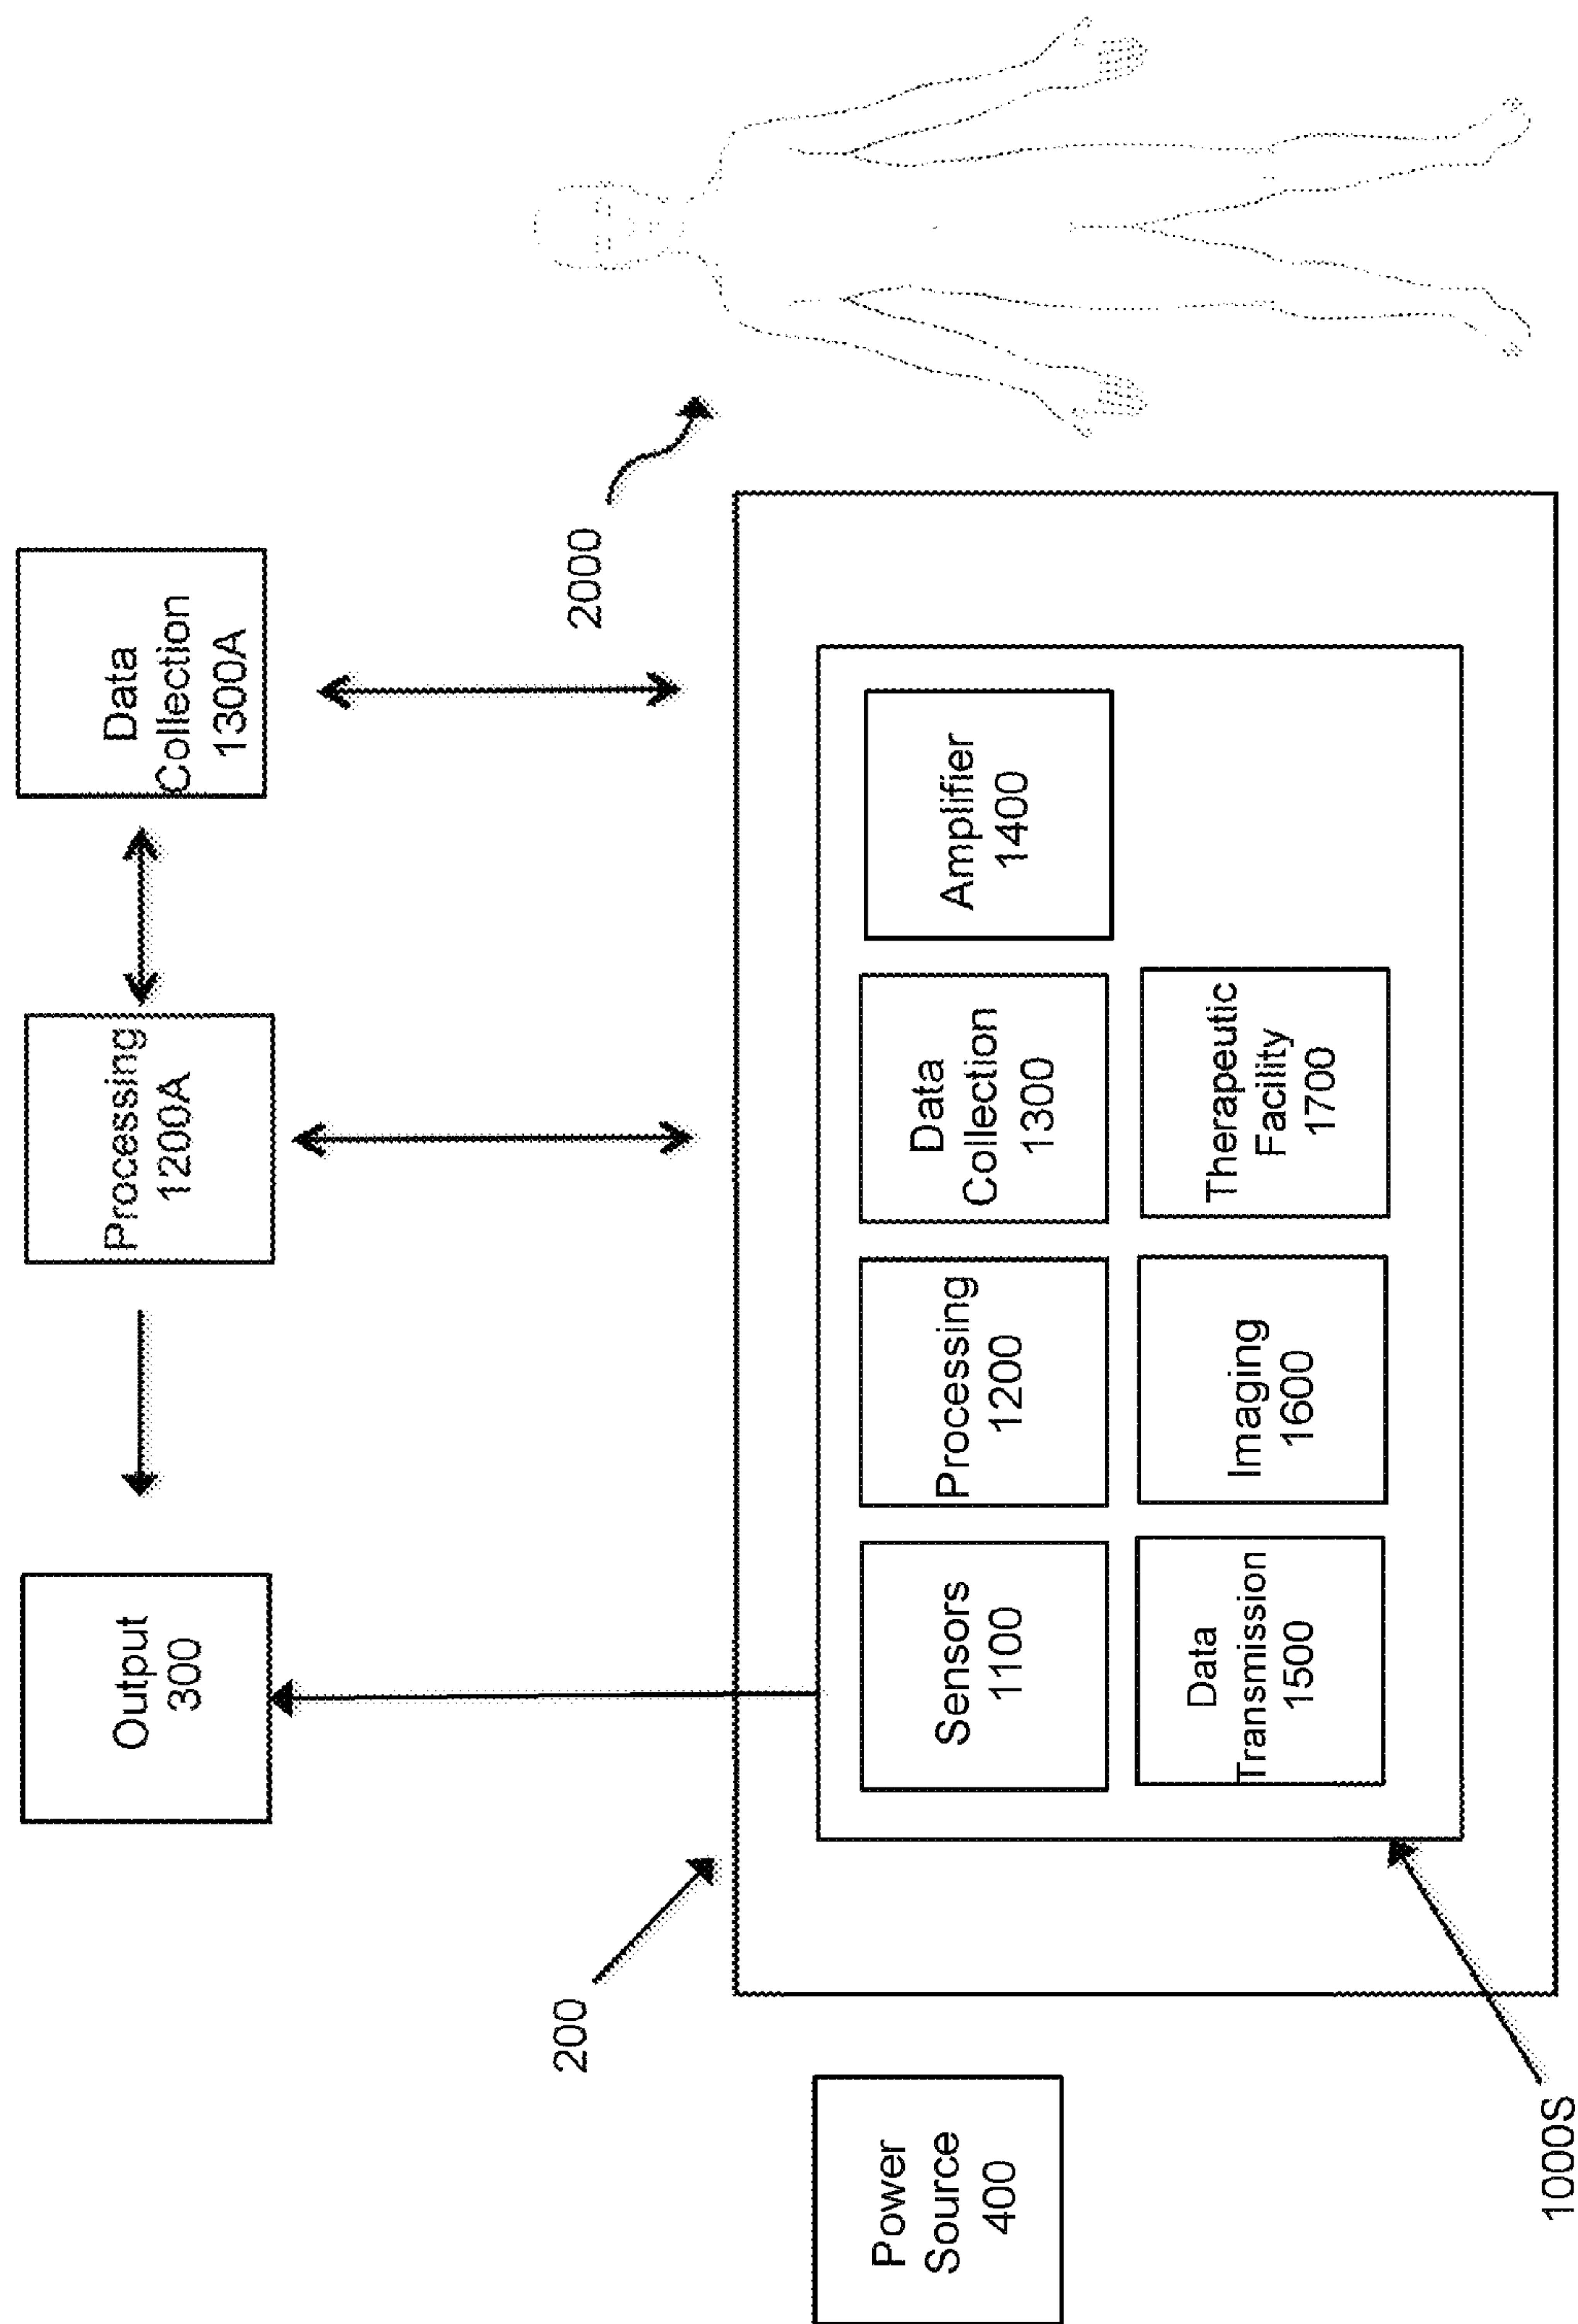 Output
300
Processing
1200A
Data
Collection
1300A
200
2000
Power
Source
400
Sensors
1100
Processing
1200
Data
Collection
1300
Amplifier
1400
Data
Transmission
1500
Imaging
1600
Therapeutic
Facility
1700
1000S